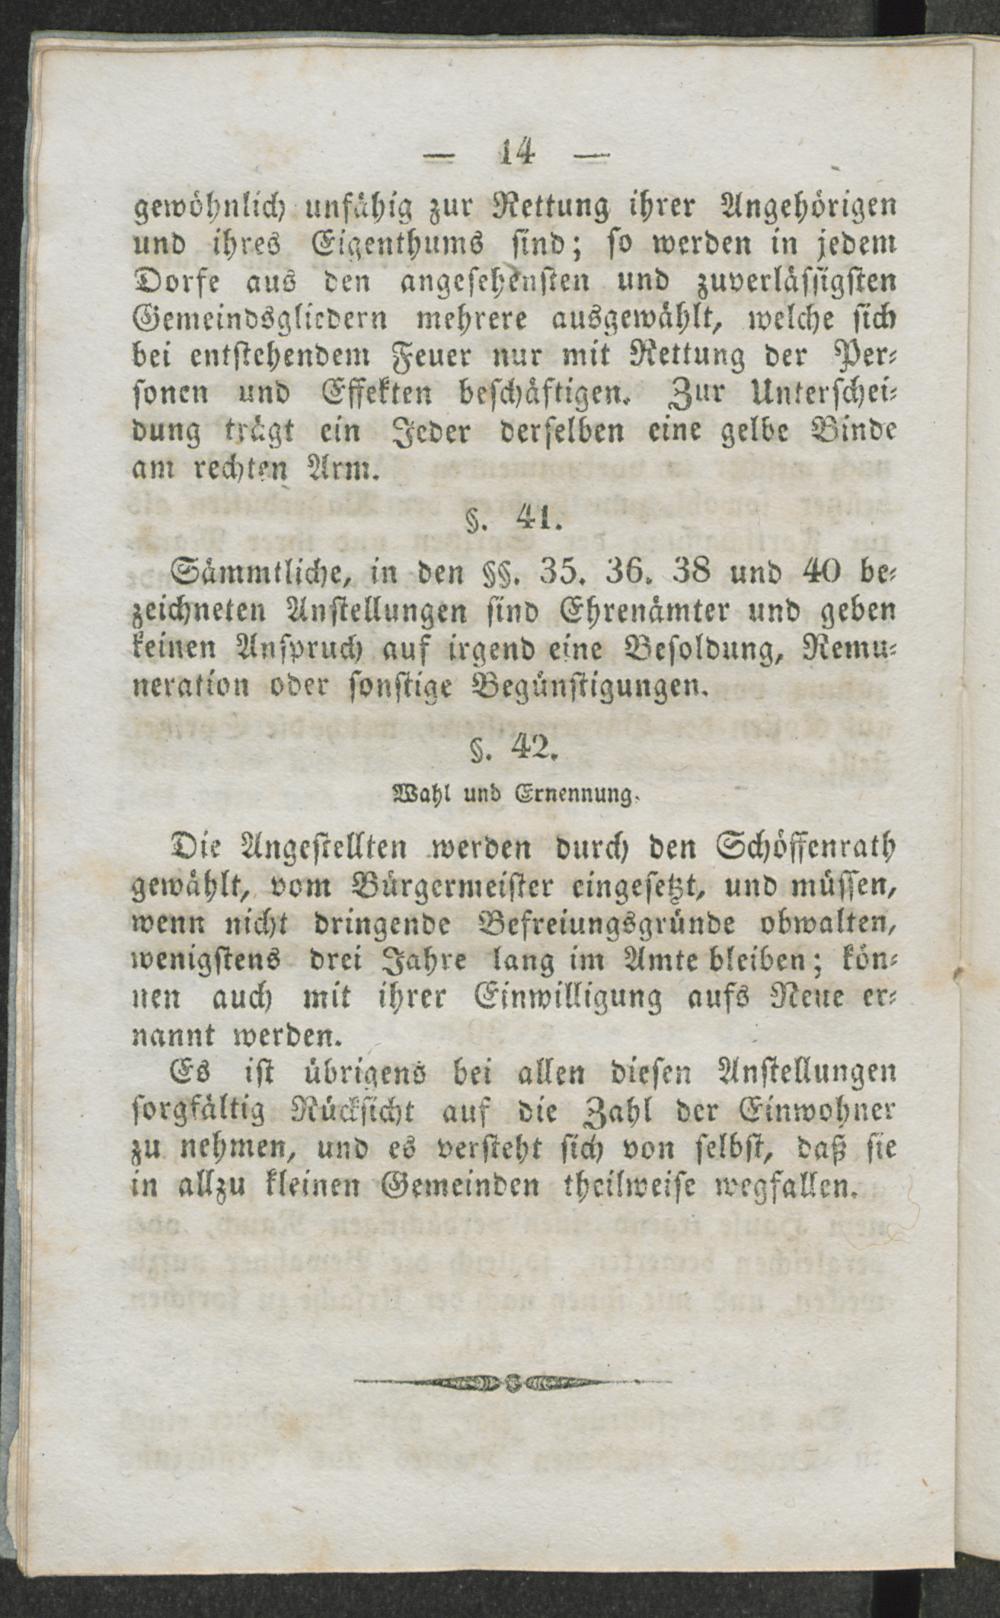 — 14 —
gewöhnlich unfähig zur Rettung ihrer Angehörigen
und ihres Eigenthums sind; so werden in jedem
Dorfe aus den angesehensten und zuverlässigsten
Gemeindsgliedern mehrere ausgewählt, welche sich
bei entstehendem Feuer nur mit Rettung der Per-
sonen und Effekten beschäftigen. Zur Unterschei-
dung trägt ein Jeder derselben eine gelbe Binde
am rechten Arm.
§. 41.
Sämmtliche, in den §§. 35. 36. 38 und 40 be-
zeichneten Anstellungen sind Ehrenämter und geben
keinen Anspruch auf irgend eine Besoldung, Remu-
neration oder sonstige Begünstigungen.
§. 42.
Wahl und Ernennung.
Die Angestellten werden durch den Schöffenrath
gewählt, vom Bürgermeister eingesetzt, und müssen,
wenn nicht dringende Befreiungsgründe obwalten,
wenigstens drei Jahre lang im Amte bleiben; kön-
nen auch mit ihrer Einwilligung aufs Neue er-
nannt werden.
Es ist übrigens bei allen diesen Anstellungen
sorgfältig Rücksicht auf die Zahl der Einwohner
zu nehmen, und es versteht sich von selbst, daß sie
in allzu kleinen Gemeinden theilweise wegfallen.